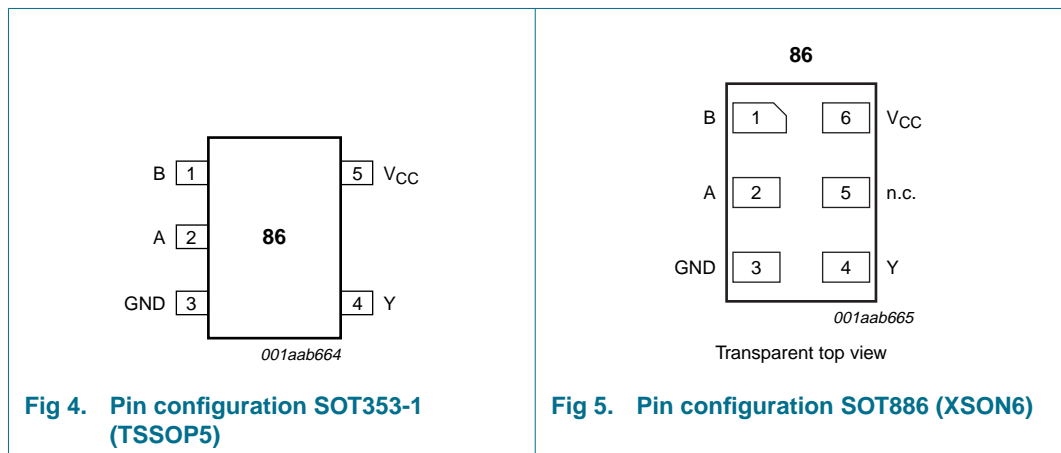 B 1 5 VCC
A 2 86
GND 3 4 Y
001aab664
Fig 4. Pin configuration SOT353-1
(TSSOP5)
86
B 1 6 VCC
A 2 5 n.c.
GND 3 4 Y
001aab665
Transparent top view
Fig 5. Pin configuration SOT886 (XSON6)